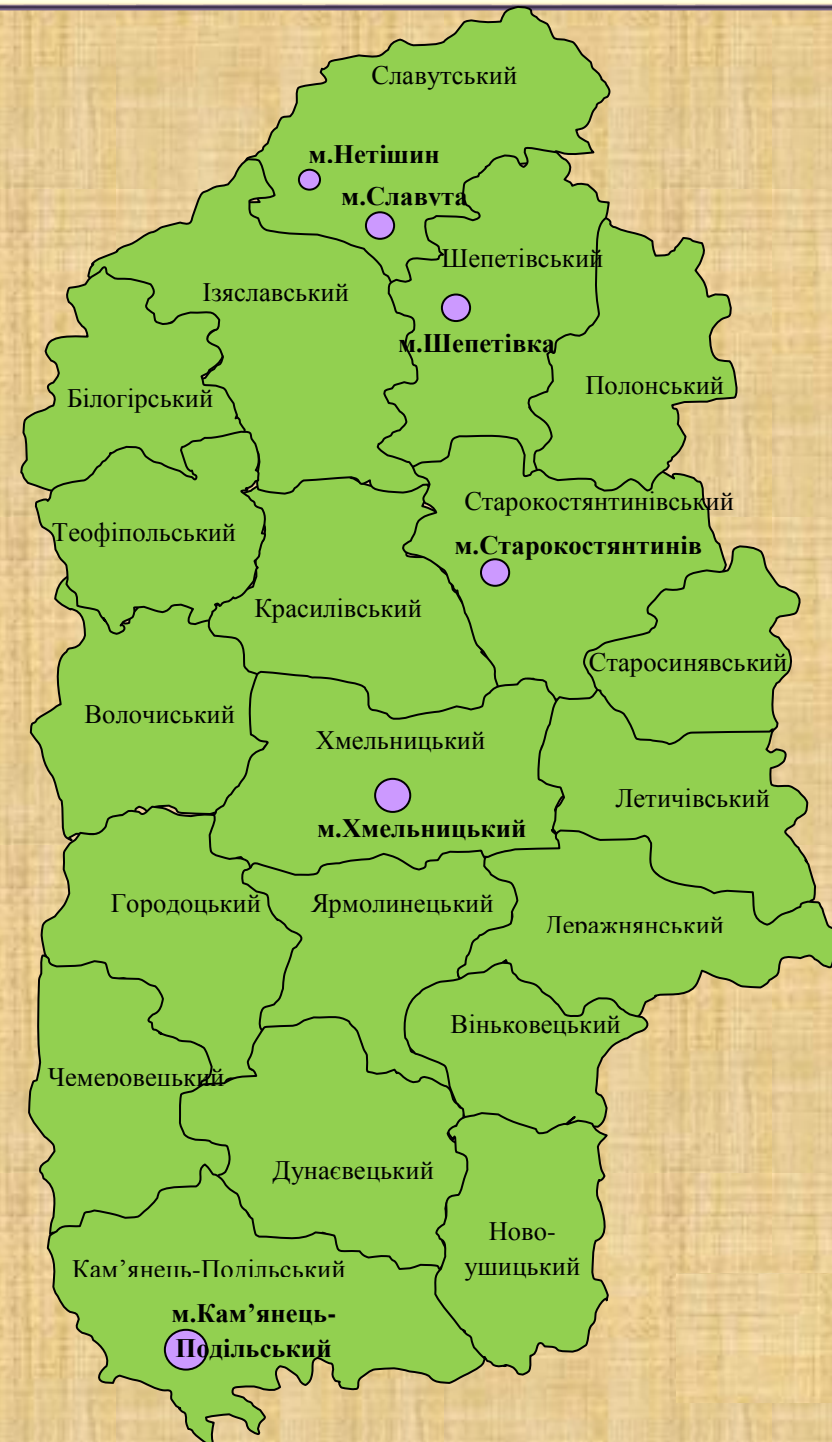 Славутський
м.Нетішин
м.Славута
Шепетівський
Ізяславський
м.Шепетівка
Полонський
Білогірський
Старокостянтинівський
Теофіпольський
м.Старокостянтинів
Красилівський
Старосинявський
Волочиський
Хмельницький
Летичівський
м.Хмельницький
Городоцький
Ярмолинецький
Деражнянський
Віньковецький
Чемеровецький
Дунаєвецький
Ново-
ушицький
Кам’янець-Подільський
м.Кам’янець-
Подільський